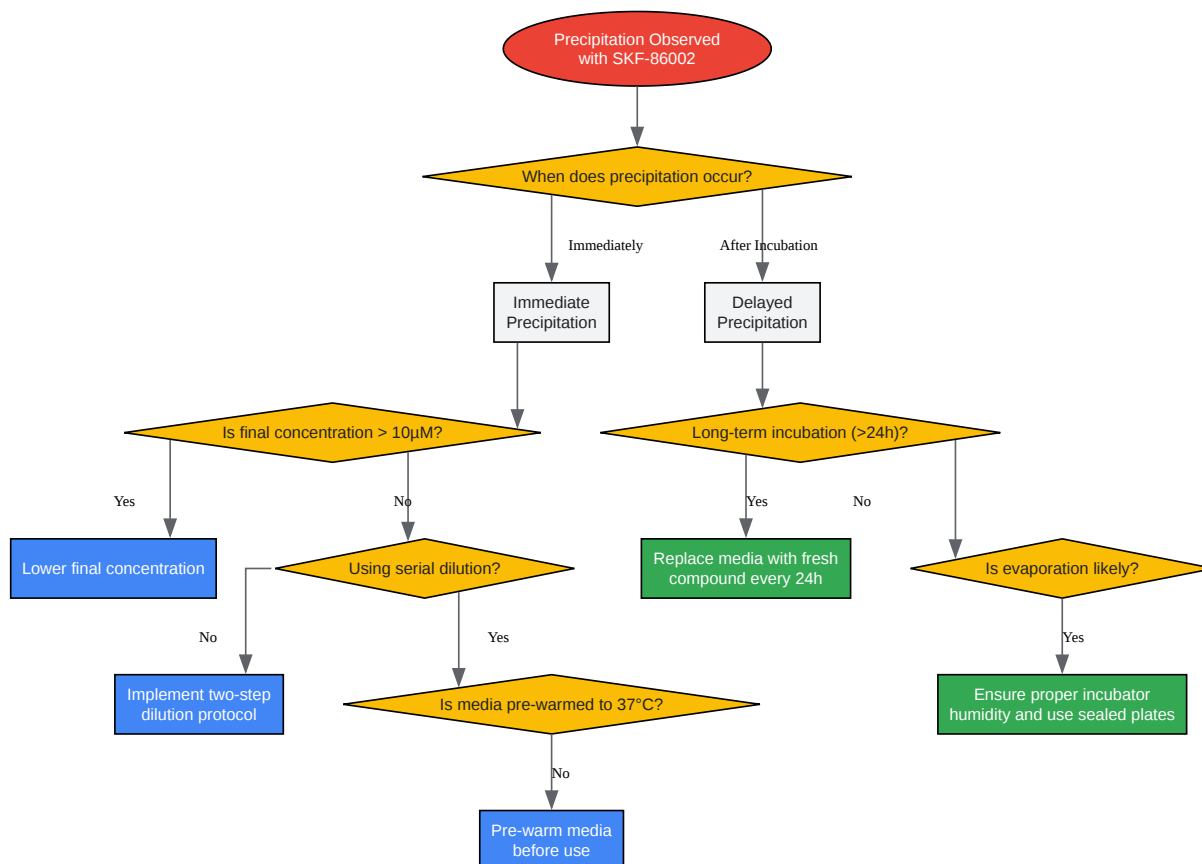 Precipitation Observed
with SKF-86002
When does precipitation occur?
Immediately
After Incubation
Immediate
Precipitation
Delayed
Precipitation
Is final concentration > 10µM?
Long-term incubation (>24h)?
Yes
No
Yes
No
Lower final concentration
Using serial dilution?
Replace media with fresh
compound every 24h
Is evaporation likely?
No
Yes
Yes
Implement two-step
dilution protocol
Is media pre-warmed to 37°C?
Ensure proper incubator
humidity and use sealed plates
No
Pre-warm media
before use